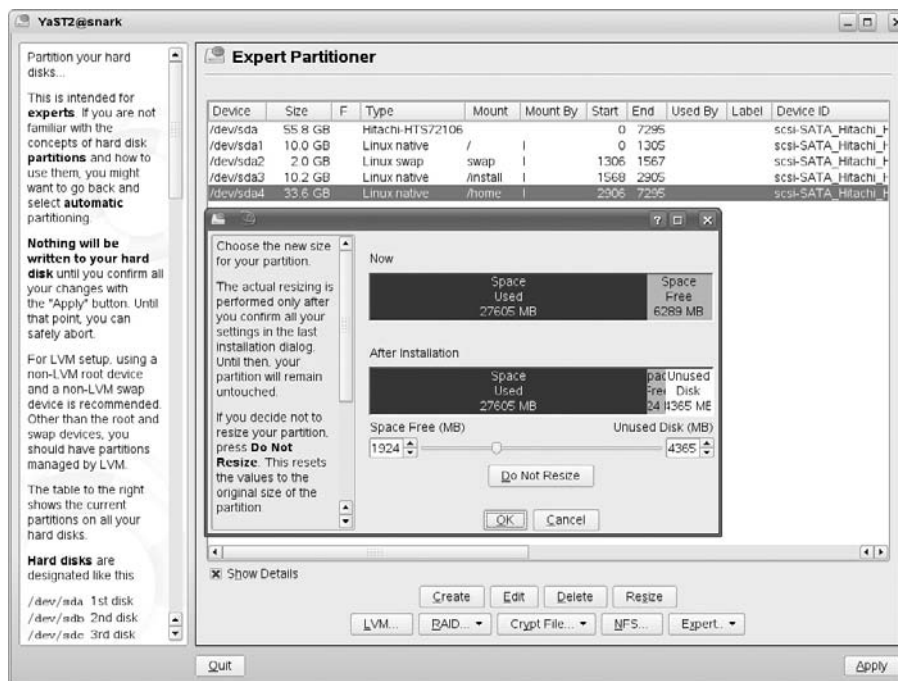 YaST2@snark
Partition your hard
disks...
This is intended for
experts. If you are not
familiar with the
concepts of hard disk
partitions and how to
use them, you might
want to go back and
select automatic
partitioning.
Nothing will be
written to your hard
disk until you confirm all
your changes with
the "Apply" button. Until
that point, you can
safely abort.
For LVM setup, using a
non-LVM root device
and a non-LVM swap
device is recommended.
Other than the root and
swap devices, you
should have partitions
managed by LVM.
The table to the right
shows the current
partitions on all your
hard disks.
Hard disks are
designated like this
/dev/sda 1st disk
/dev/sdb 2nd disk
/dev/sdc 3rd disk
Expert Partitioner
Device Size F Type Mount Mount By Start End Used By Label Device ID
/dev/sda 55.8 GB Hitachi-HTS72106 0 7295 scsi-SATA_Hitachi_H
/dev/sda1 10.0 GB Linux native / I 0 1305 scsi-SATA_Hitachi_H
/dev/sda2 2.0 GB Linux swap swap I 1306 1567 scsi-SATA_Hitachi_H
/dev/sda3 10.2 GB Linux native /install I 1568 2905 scsi-SATA_Hitachi_H
/dev/sda4 33.6 GB Linux native /home I 2906 7295 scsi-SATA_Hitachi_H
Choose the new size
for your partition.
The actual resizing is
performed only after
you confirm all your
settings in the last
installation dialog.
Until then, your
partition will remain
untouched.
If you decide not to
resize your partition,
press Do Not
Resize. This resets
the values to the
original size of the
partition
Now
Space
Used
27605 MB
Space
Free
6289 MB
After Installation
Space
Used
27605 MB
pac
Free
24
Unused
Disk
4365 ME
Space Free (MB) Unused Disk (MB)
1924 4365
Do Not Resize
OK Cancel
Show Details
Create Edit Delete Resize
LVM... RAID... Crypt File... NFS... Expert..
Quit Apply